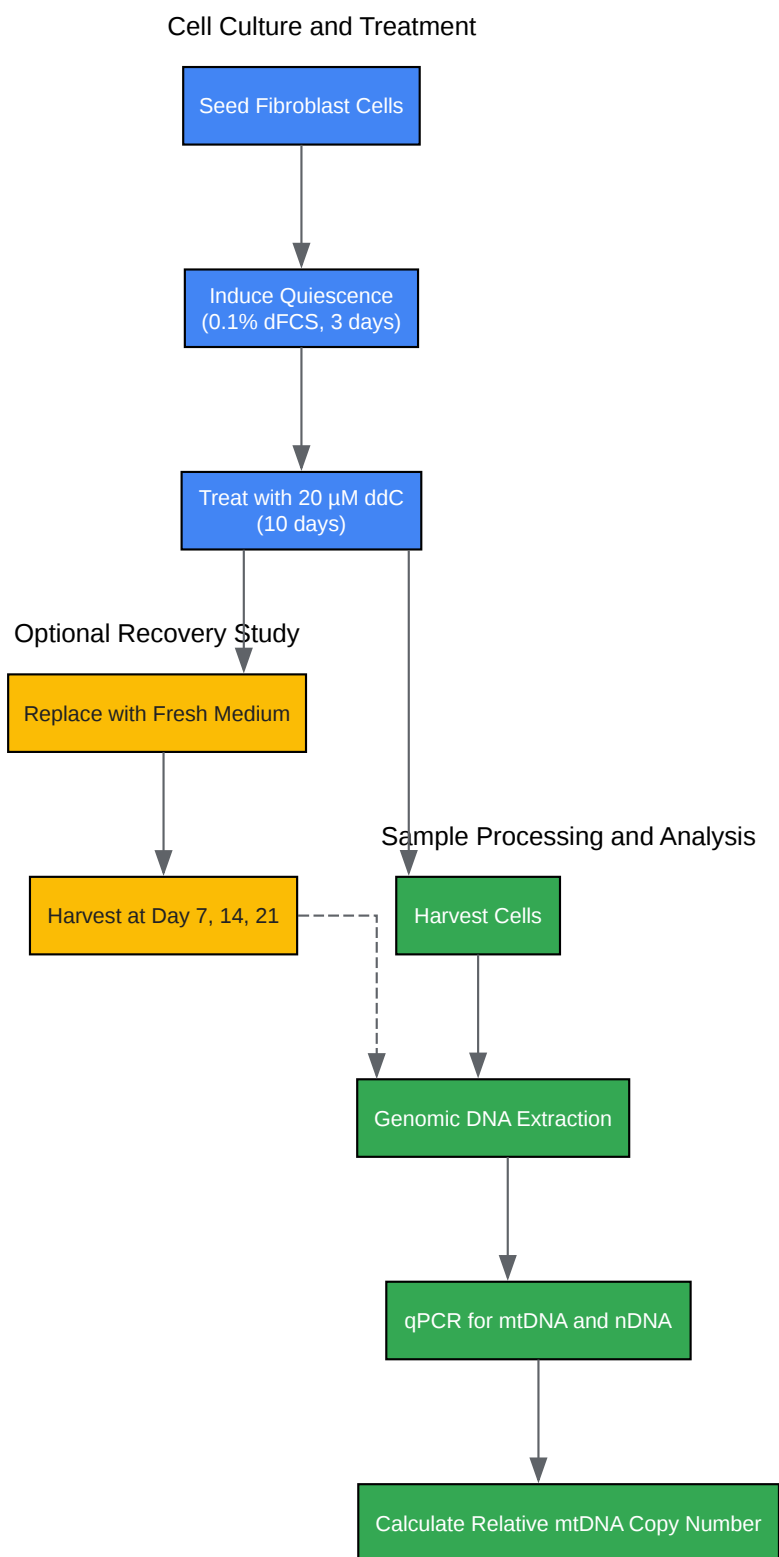 Cell Culture and Treatment
Seed Fibroblast Cells
Induce Quiescence
(0.1% dFCS, 3 days)
Treat with 20 µM ddC
(10 days)
Optional Recovery Study
Replace with Fresh Medium
Sample Processing and Analysis
Harvest at Day 7, 14, 21
Harvest Cells
Genomic DNA Extraction
qPCR for mtDNA and nDNA
Calculate Relative mtDNA Copy Number